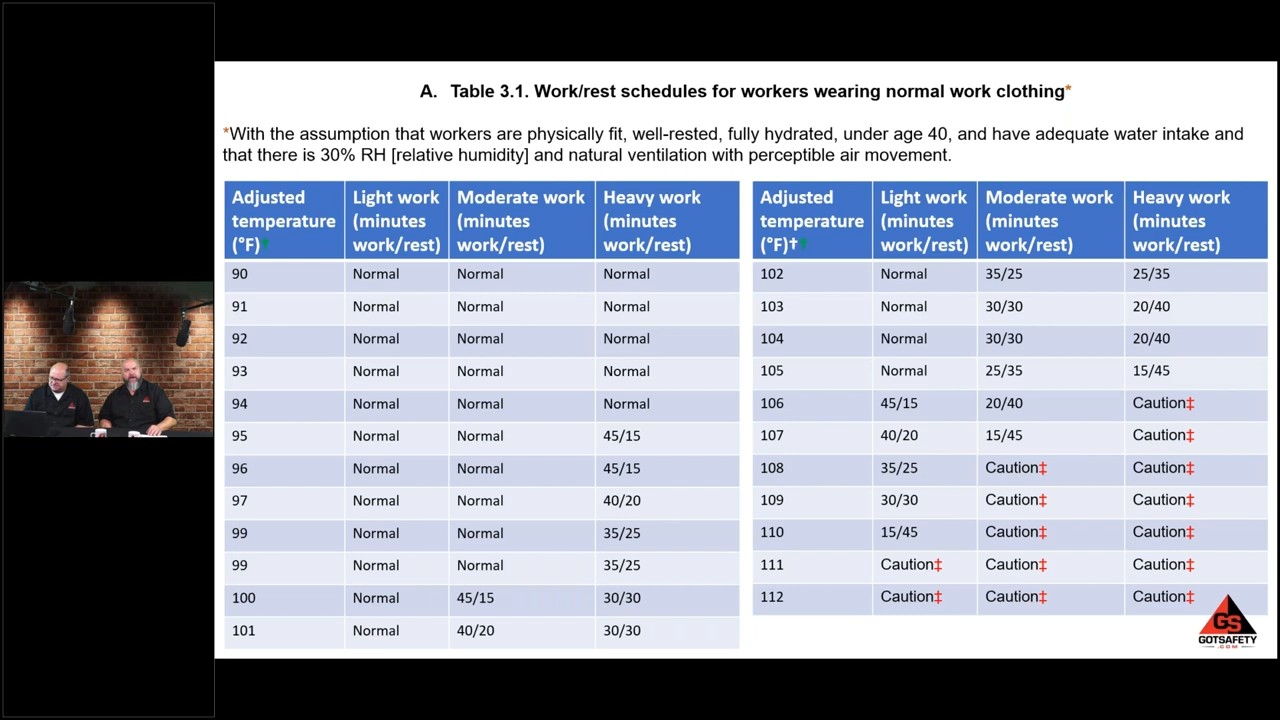 A. Table 3.1. Work/rest schedules for workers wearing normal work clothing*
*With the assumption that workers are physically fit, well-rested, fully hydrated, under age 40, and have adequate water intake and
that there is 30% RH [relative humidity] and natural ventilation with perceptible air movement.
Adjusted temperature (°F)† Light work (minutes work/rest) Moderate work (minutes work/rest) Heavy work (minutes work/rest)
90 Normal Normal Normal
91 Normal Normal Normal
92 Normal Normal Normal
93 Normal Normal Normal
94 Normal Normal Normal
95 Normal Normal 45/15
96 Normal Normal 45/15
97 Normal Normal 40/20
99 Normal Normal 35/25
99 Normal Normal 35/25
100 Normal 45/15 30/30
101 Normal 40/20 30/30
Adjusted temperature (°F)†† Light work (minutes work/rest) Moderate work (minutes work/rest) Heavy work (minutes work/rest)
102 Normal 35/25 25/35
103 Normal 30/30 20/40
104 Normal 30/30 20/40
105 Normal 25/35 15/45
106 45/15 20/40 Caution‡
107 40/20 15/45 Caution‡
108 35/25 Caution‡ Caution‡
109 30/30 Caution‡ Caution‡
110 15/45 Caution‡ Caution‡
111 Caution‡ Caution‡ Caution‡
112 Caution‡ Caution‡ Caution‡
GS
GOTSAFETY
.COM